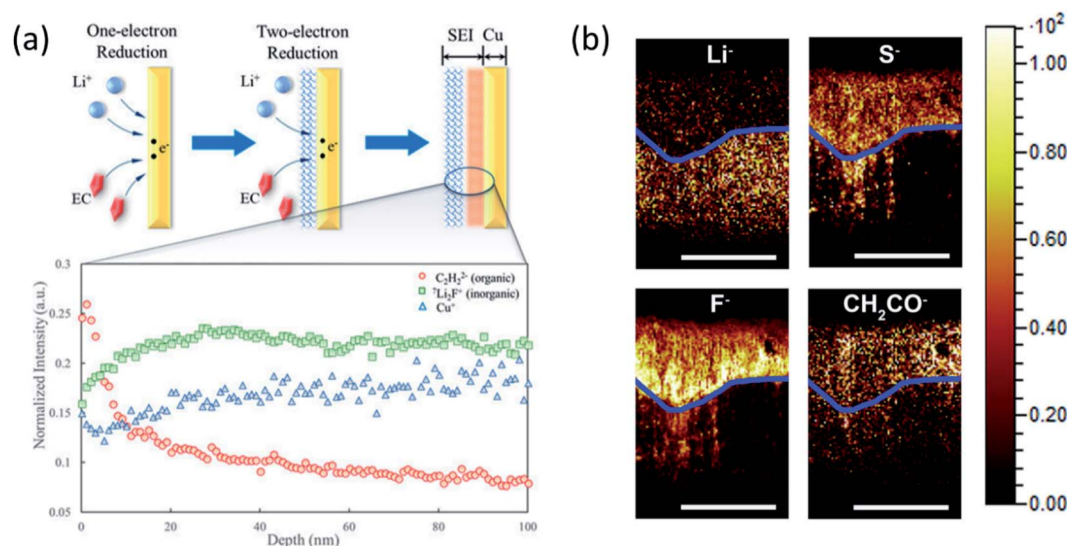 (a)
One-electron
Reduction
Two-electron
Reduction
SEI
Cu
Li⁺
e⁻
EC
Li⁺
e⁻
EC
0.3
0.25
0.2
0.15
0.1
0.05
Normalized Intensity (a.u.)
C₂H₂²⁻ (organic)
⁷Li₂F⁺ (inorganic)
Cu⁺
0
20
40
60
80
100
Depth (nm)
(b)
Li⁻
S⁻
F⁻
CH₂CO⁻
·10²
1.00
0.80
0.60
0.40
0.20
0.00